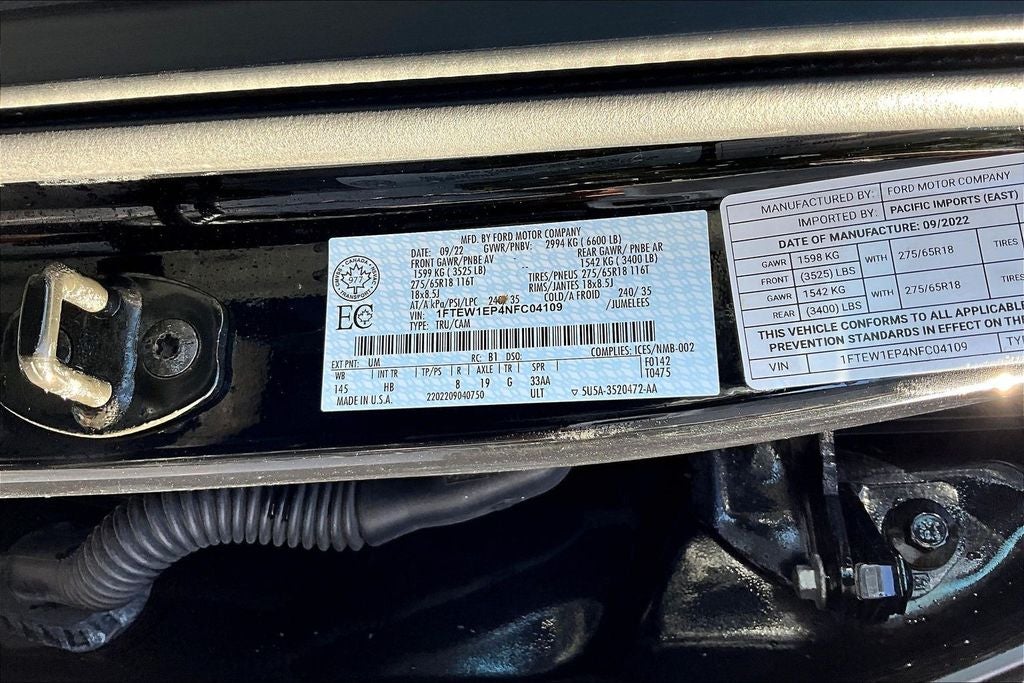 MFD. BY FORD MOTOR COMPANY
DATE: 09/22 GVWR/PNBV: 2994 KG ( 6600 LB)
FRONT GAWR/PNBE AV REAR GAWR/ PNBE AR
1599 KG ( 3525 LB) 1542 KG ( 3400 LB)
275/65R18 116T TIRES/PNEUS 275/65R18 116T
18x8.5J RIMS/JANTES 18x8.5J
AT/A kPa/PSI/LPC 240/ 35 COLD/A FROID 240/ 35
VIN: 1FTEW1EP4NFC04109 /JUMELEES
TYPE: TRU/CAM
CANADA
977
TRANSPORT
EC
EXT PNT: UM RC: B1 DSO: COMPLIES: ICES/NMB-002
WB INT TR TP/PS R AXLE TR SPR F0142
145 HB 8 19 G 33AA T0475
MADE IN U.S.A. 2202209040750 ULT 5U5A-3520472-AA
MANUFACTURED BY: FORD MOTOR COMPANY
IMPORTED BY: PACIFIC IMPORTS (EAST)
DATE OF MANUFACTURE: 09/2022
GAWR 1598 KG WITH 275/65R18 TIRES
FRONT (3525) LBS
GAWR 1542 KG WITH 275/65R18 TIRES
REAR (3400) LBS
THIS VEHICLE CONFORMS TO
PREVENTION STANDARDS IN EFFECT
VIN 1FTEW1EP4NFC04109